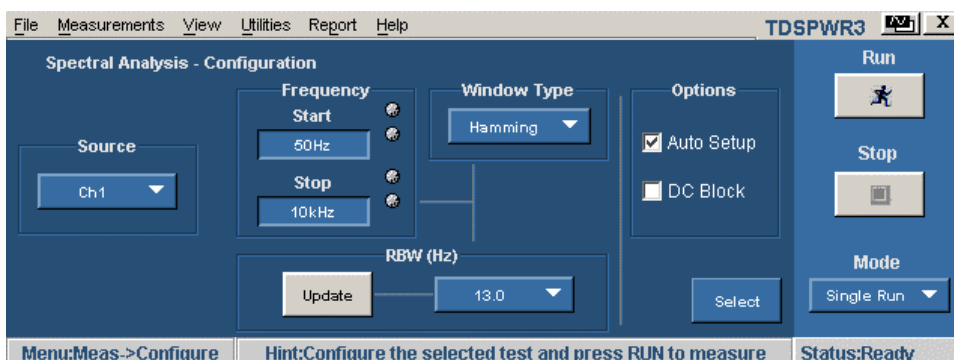 File Measurements View Utilities Report Help TDSPWR3 X
Spectral Analysis - Configuration
Source
Ch1
Frequency
Start
50Hz
Stop
10kHz
Window Type
Hamming
RBW (Hz)
Update
13.0
Options
Auto Setup
DC Block
Select
Run
Stop
Mode
Single Run
Menu:Meas->Configure Hint:Configure the selected test and press RUN to measure Status:Ready